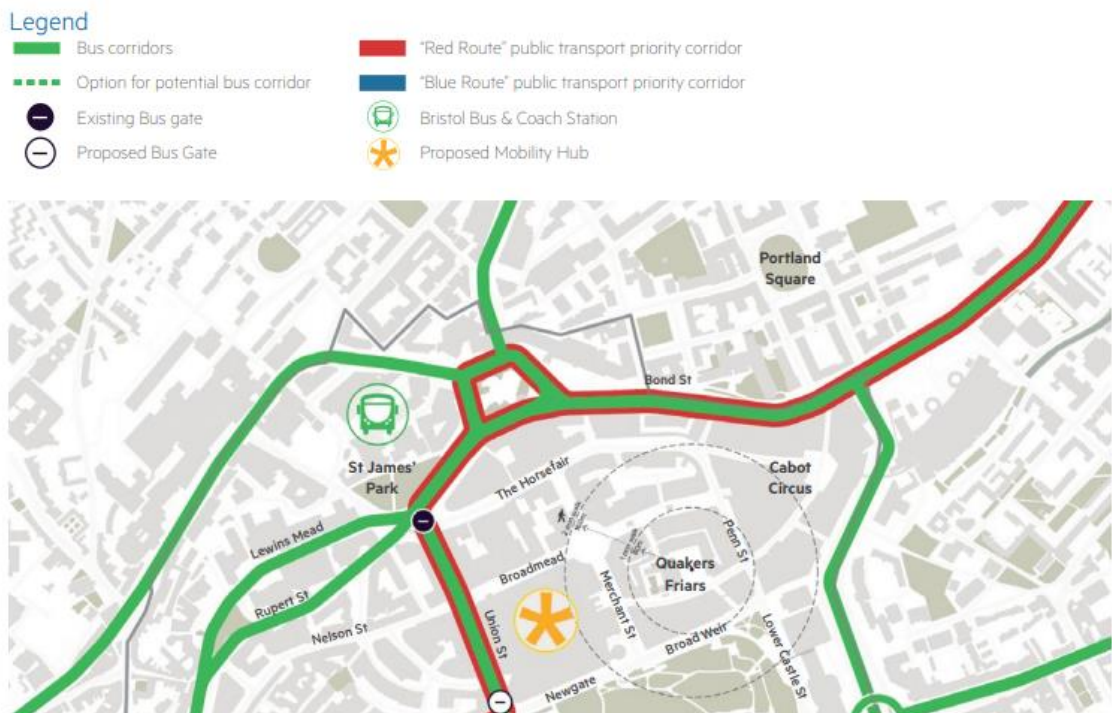 Legend
Bus corridors
"Red Route" public transport priority corridor
Option for potential bus corridor
"Blue Route" public transport priority corridor
Existing Bus gate
Bristol Bus & Coach Station
Proposed Bus Gate
Proposed Mobility Hub
Portland
Square
Bond St
St James'
Park
The Horsefair
Cabot
Circus
Lewins Mead
Broadmead
Penn St
Quakers
Friars
Rupert St
Merchant St
Nelson St
Union St
Broad Weir
Lower Castle St
Newgate